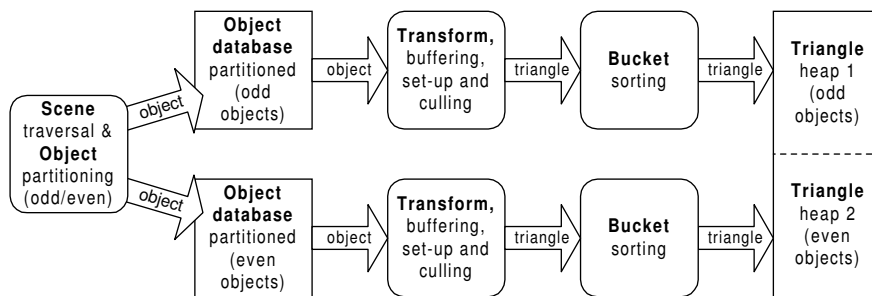 Scene
traversal &
Object
partitioning
(odd/even)
object
Object
database
partitioned
(odd
objects)
object
Transform,
buffering,
set-up and
culling
triangle
Bucket
sorting
triangle
Triangle
heap 1
(odd
objects)
object
Object
database
partitioned
(even
objects)
object
Transform,
buffering,
set-up and
culling
triangle
Bucket
sorting
triangle
Triangle
heap 2
(even
objects)